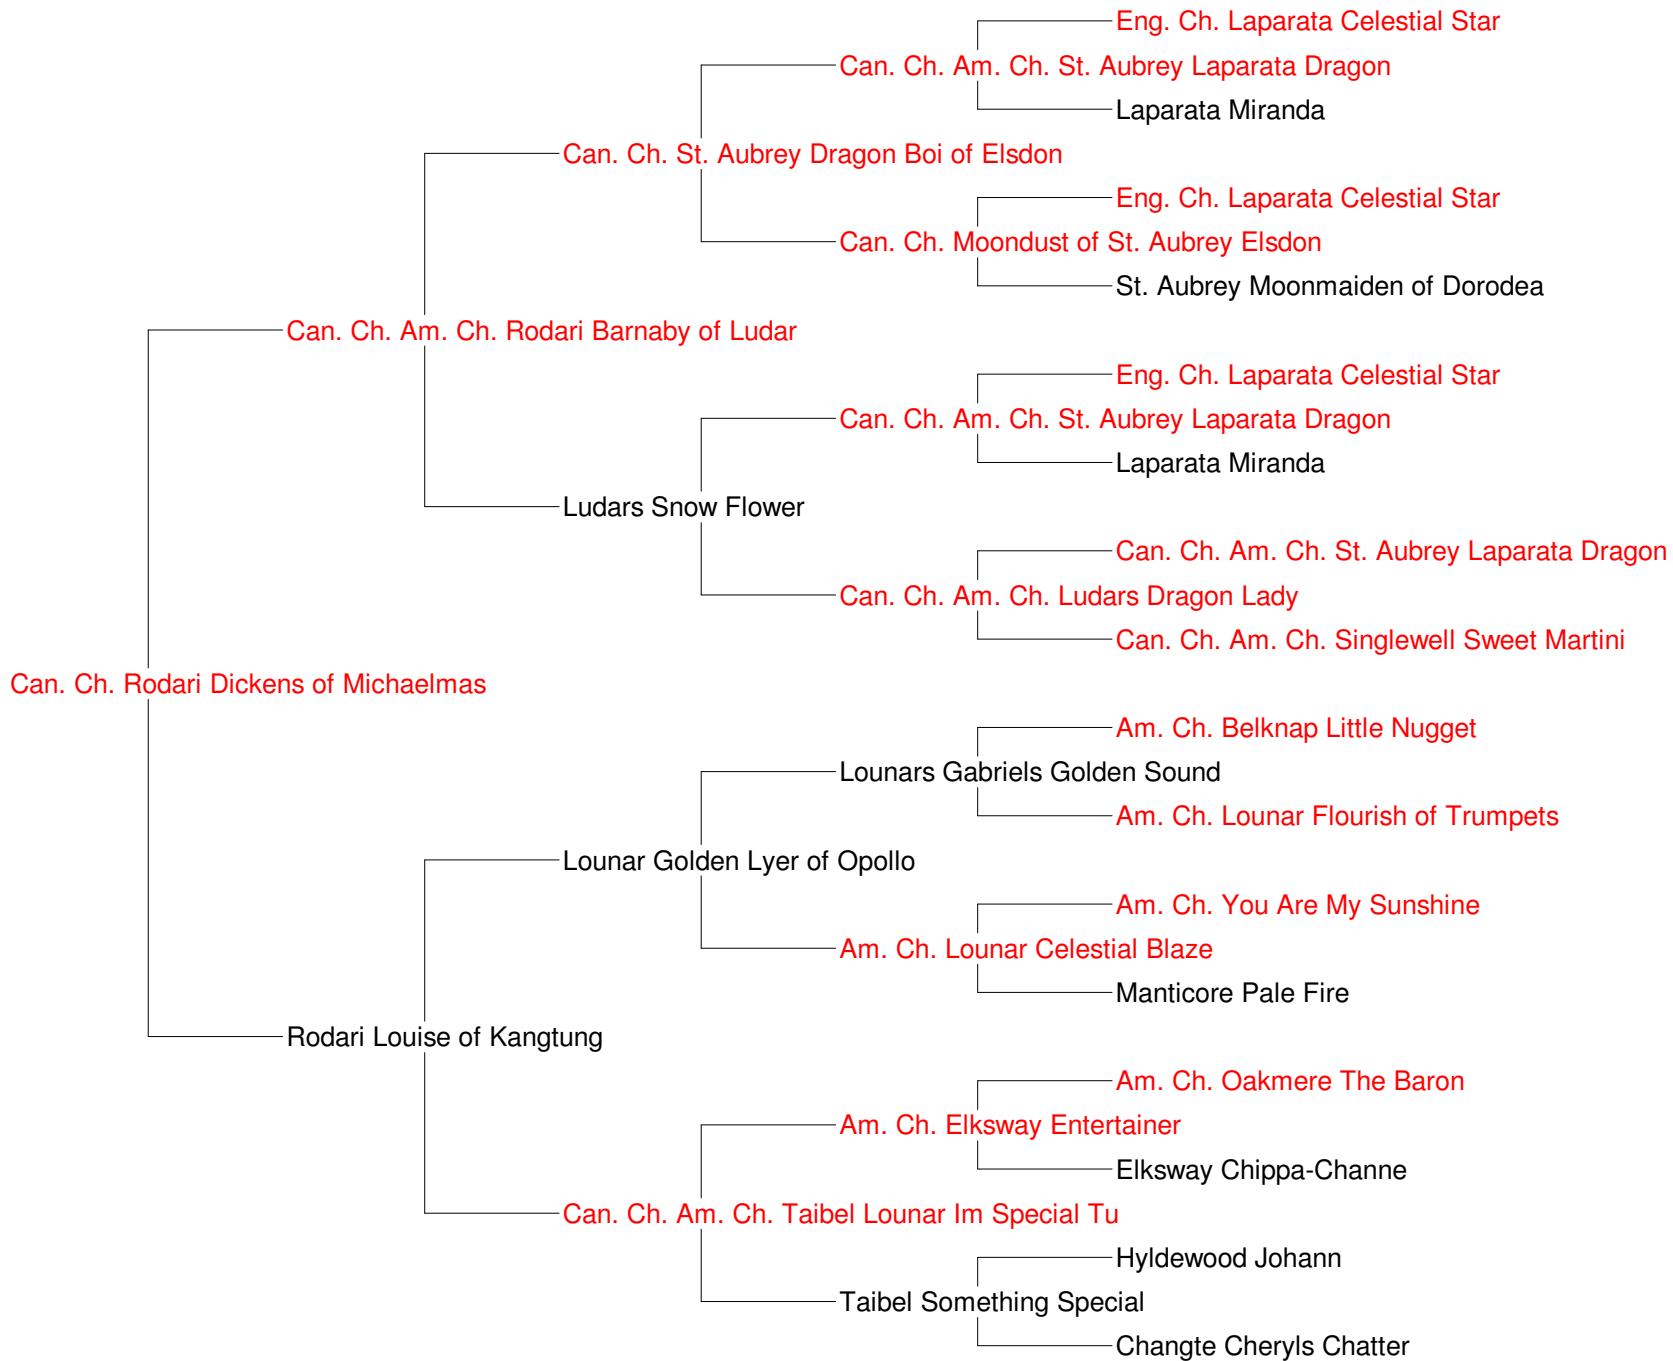 Eng. Ch. Laparata Celestial Star
Can. Ch. Am. Ch. St. Aubrey Laparata Dragon
Laparata Miranda
Can. Ch. St. Aubrey Dragon Boi of Elsdon
Eng. Ch. Laparata Celestial Star
Can. Ch. Moondust of St. Aubrey Elsdon
St. Aubrey Moonmaiden of Dorodea
Can. Ch. Am. Ch. Rodari Barnaby of Ludar
Eng. Ch. Laparata Celestial Star
Can. Ch. Am. Ch. St. Aubrey Laparata Dragon
Laparata Miranda
Ludars Snow Flower
Can. Ch. Am. Ch. St. Aubrey Laparata Dragon
Can. Ch. Am. Ch. Ludars Dragon Lady
Can. Ch. Am. Ch. Singlewell Sweet Martini
Can. Ch. Rodari Dickens of Michaelmas
Am. Ch. Belknap Little Nugget
Lounars Gabriels Golden Sound
Am. Ch. Lounar Flourish of Trumpets
Lounar Golden Lyer of Opollo
Am. Ch. You Are My Sunshine
Am. Ch. Lounar Celestial Blaze
Manticore Pale Fire
Rodari Louise of Kangtung
Am. Ch. Oakmere The Baron
Am. Ch. Elksway Entertainer
Elksway Chippa-Channe
Can. Ch. Am. Ch. Taibel Lounar Im Special Tu
Hyldewood Johann
Taibel Something Special
Changte Cheryls Chatter